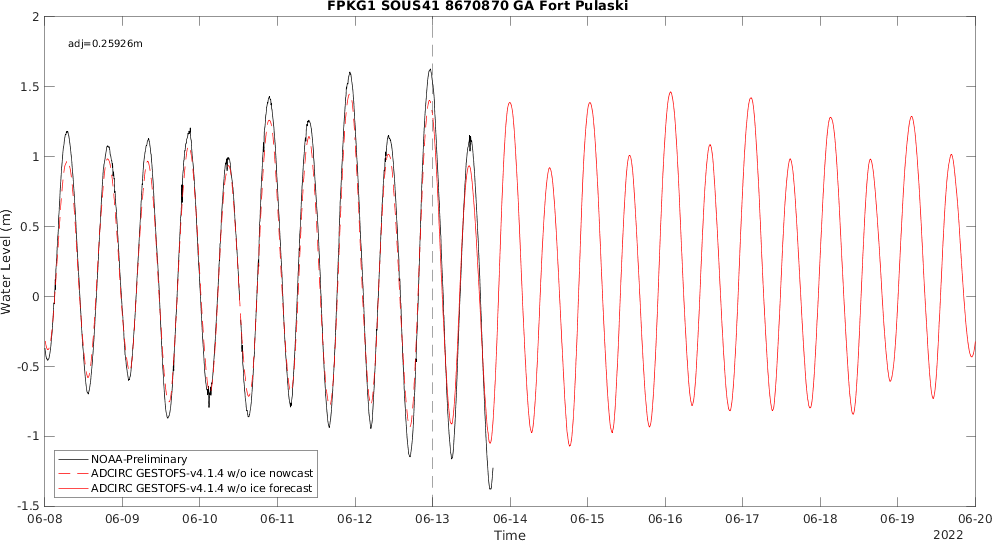 FPKG1 SOUS41 8670870 GA Fort Pulaski
adj=0.25926m
Water Level (m)
2
1.5
1
0.5
0
-0.5
-1
-1.5
NOAA-Preliminary
ADCIRC GESTOFS-v4.1.4 w/o ice nowcast
ADCIRC GESTOFS-v4.1.4 w/o ice forecast
06-08 06-09 06-10 06-11 06-12 06-13 06-14 06-15 06-16 06-17 06-18 06-19 06-20
Time
2022